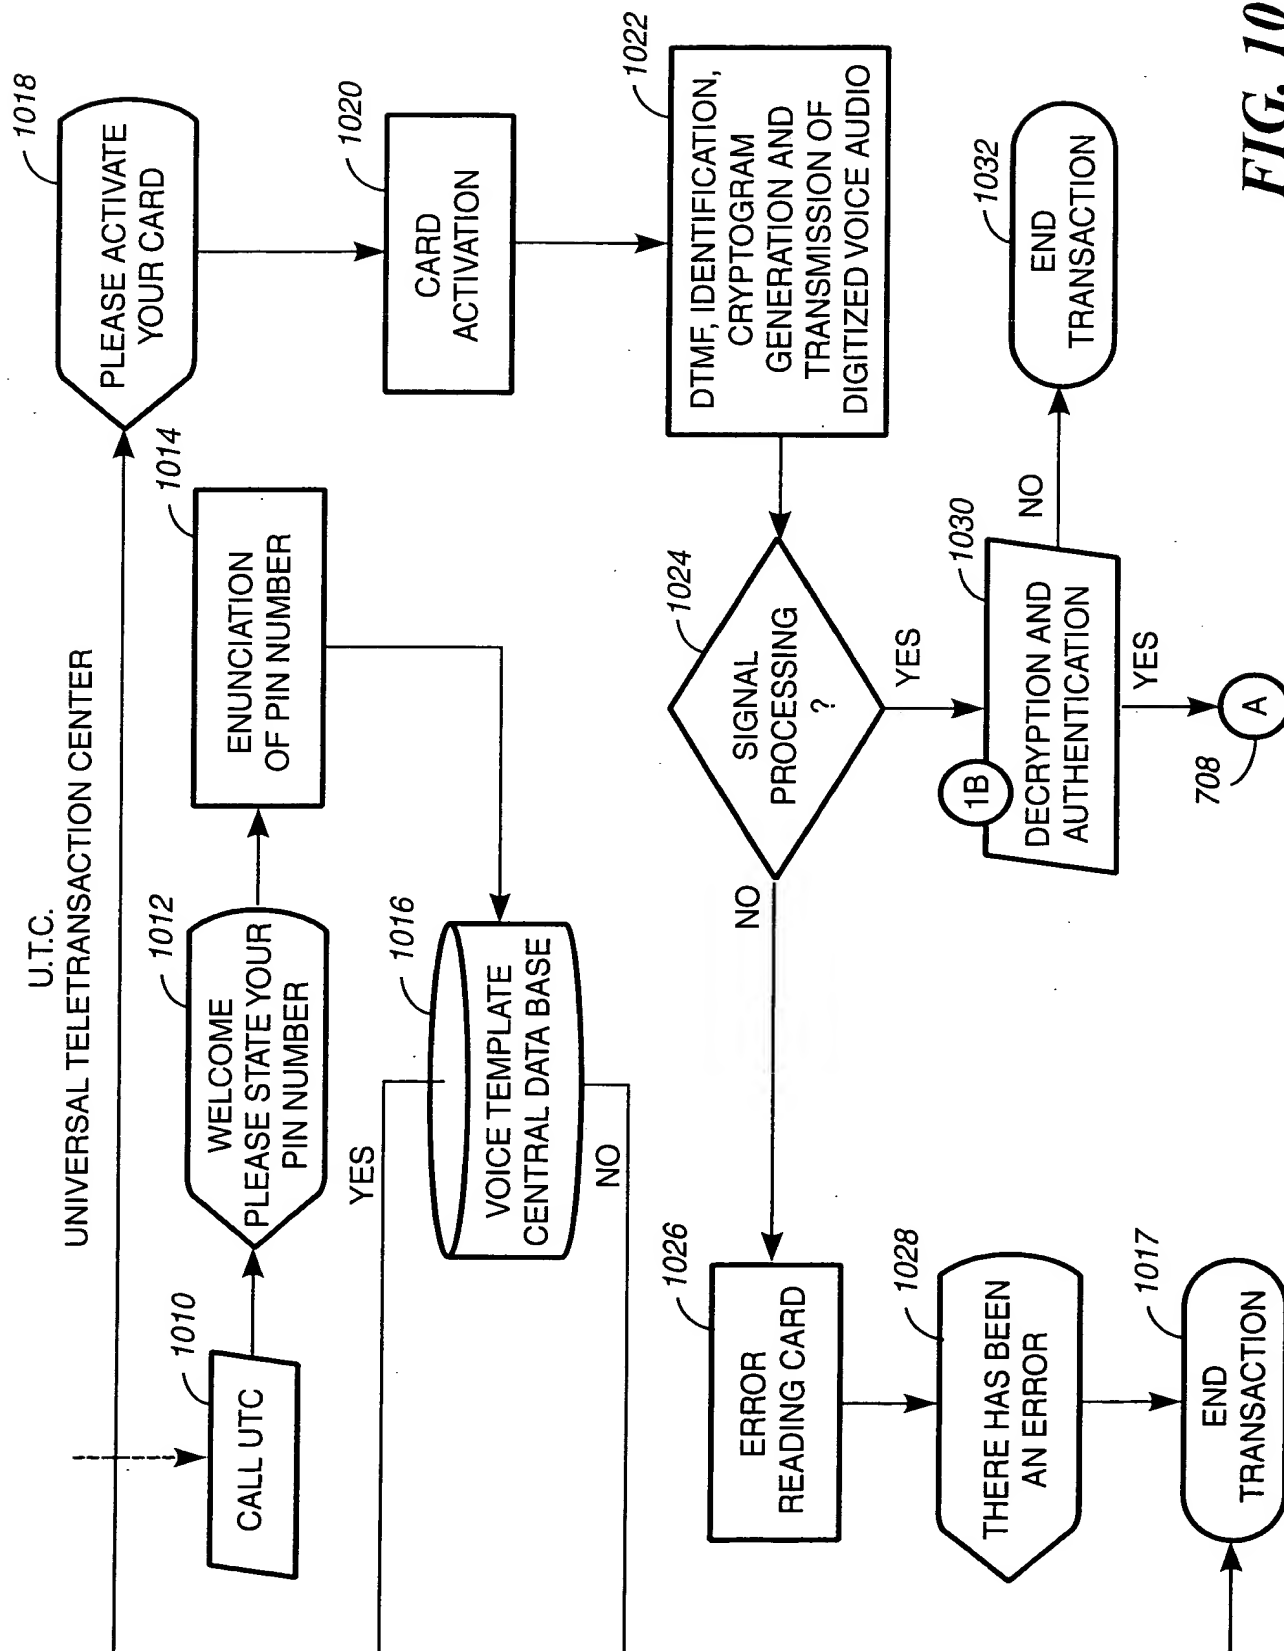 U.T.C.
UNIVERSAL TELETRANSACTION CENTER
1010
CALL UTC
1012
WELCOME
PLEASE STATE YOUR
PIN NUMBER
1014
ENUNCIATION
OF PIN NUMBER
1018
PLEASE ACTIVATE
YOUR CARD
1016
VOICE TEMPLATE
CENTRAL DATA BASE
YES
NO
1020
CARD
ACTIVATION
1022
DTMF, IDENTIFICATION,
CRYPTOGRAM
GENERATION AND
TRANSMISSION OF
DIGITIZED VOICE AUDIO
1024
SIGNAL
PROCESSING
?
NO
YES
1026
ERROR
READING CARD
1028
THERE HAS BEEN
AN ERROR
1017
END
TRANSACTION
1B
1030
DECRYPTION AND
AUTHENTICATION
NO
YES
1032
END
TRANSACTION
708
A
FIG. 10